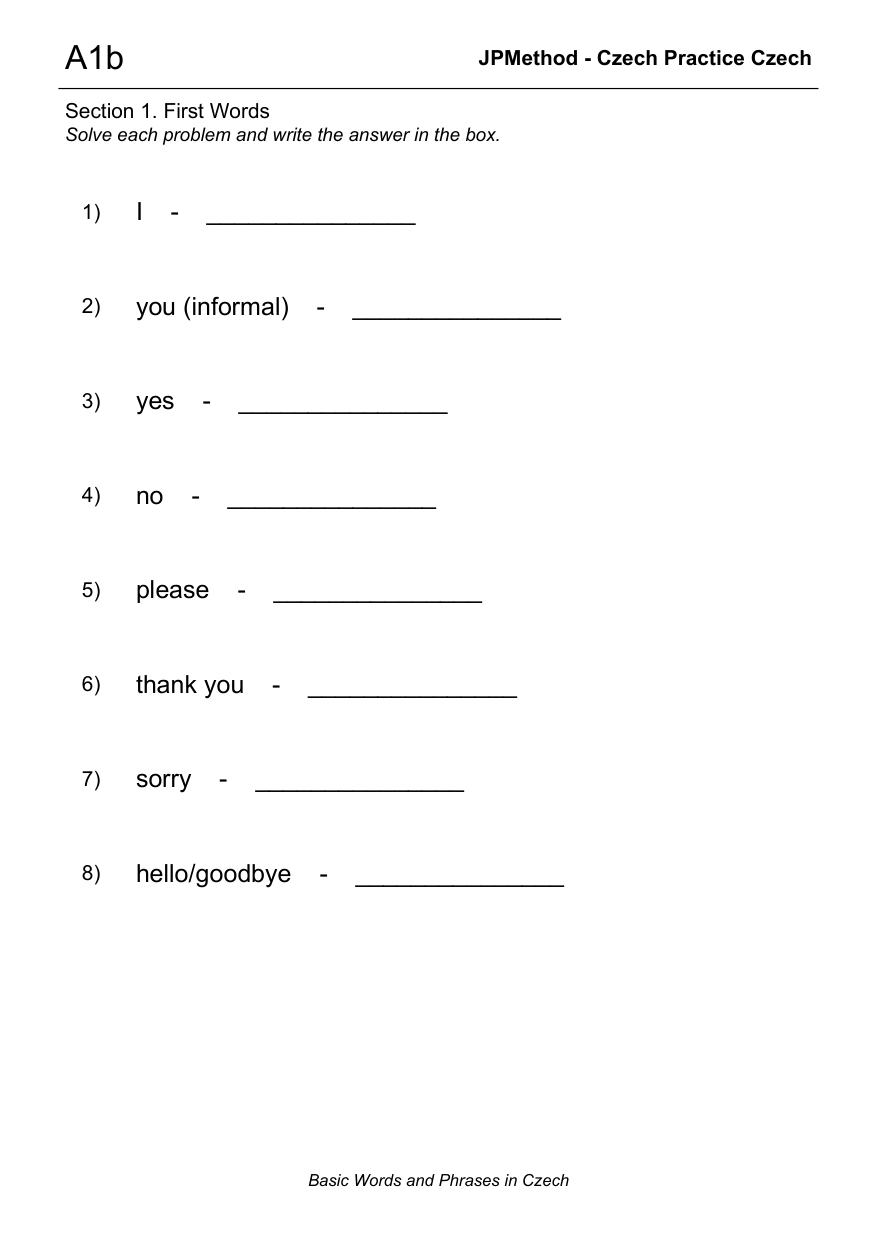 A1b
JPMethod - Czech Practice Czech
Section 1. First Words
Solve each problem and write the answer in the box.
1) I - _______________
2) you (informal) - _______________
3) yes - _______________
4) no - _______________
5) please - _______________
6) thank you - _______________
7) sorry - _______________
8) hello/goodbye - _______________
Basic Words and Phrases in Czech